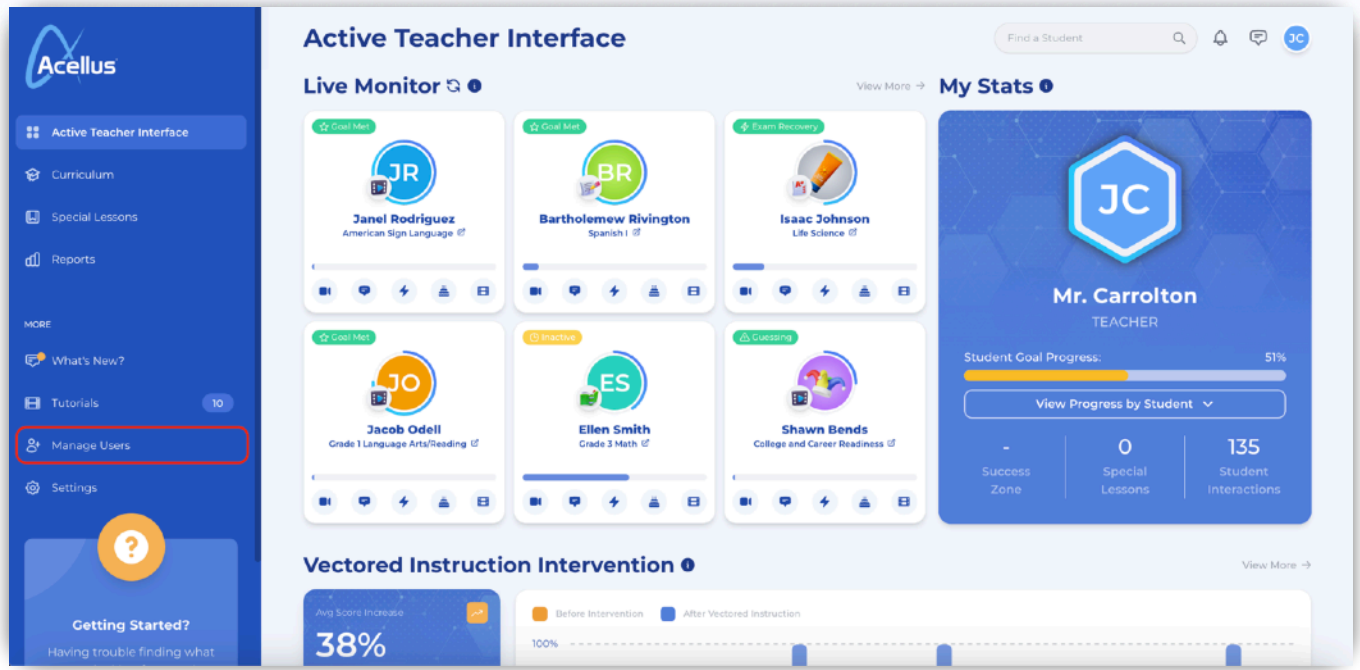 Acellus
Active Teacher Interface
Curriculum
Special Lessons
Reports
MORE
What's New?
Tutorials 10
Manage Users
Settings
?
Getting Started?
Having trouble finding what
Active Teacher Interface
Find a Student
JC
Live Monitor
View More →
Goal Met
JR
Janel Rodriguez
American Sign Language
Goal Met
BR
Bartholemew Rivington
Spanish I
Exam Recovery
Isaac Johnson
Life Science
Goal Met
JO
Jacob Odell
Grade 1 Language Arts/Reading
Inactive
ES
Ellen Smith
Grade 3 Math
Guessing
Shawn Bends
College and Career Readiness
My Stats
JC
Mr. Carrolton
TEACHER
Student Goal Progress: 51%
View Progress by Student
-
Success
Zone
0
Special
Lessons
135
Student
Interactions
Vectored Instruction Intervention
View More →
Avg Score Increase
38%
Before Intervention After Vectored Instruction
100%